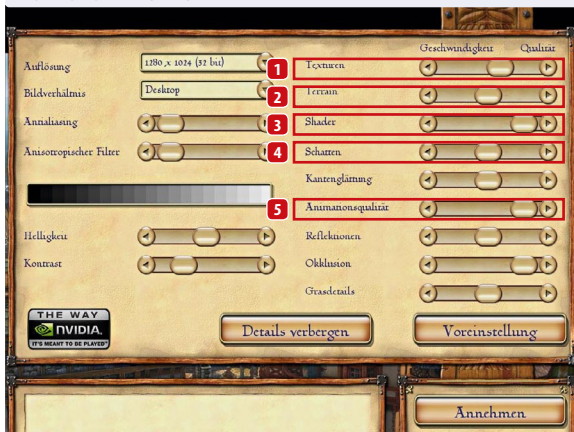 Geschwindigkeit Qualität
Auflösung 1280 x 1024 (32 bit)
1 Texturen
Bildverhältnis Desktop
2 Terrain
Antialiasing
3 Shader
Anisotropischer Filter
4 Schatten
Kantenglättung
5 Animationsqualität
Helligkeit
Reflektionen
Kontrast
Okklusion
Grasdetails
THE WAY
NVIDIA.
IT'S MEANT TO BE PLAYED
Details verbergen
Voreinstellung
Annehmen